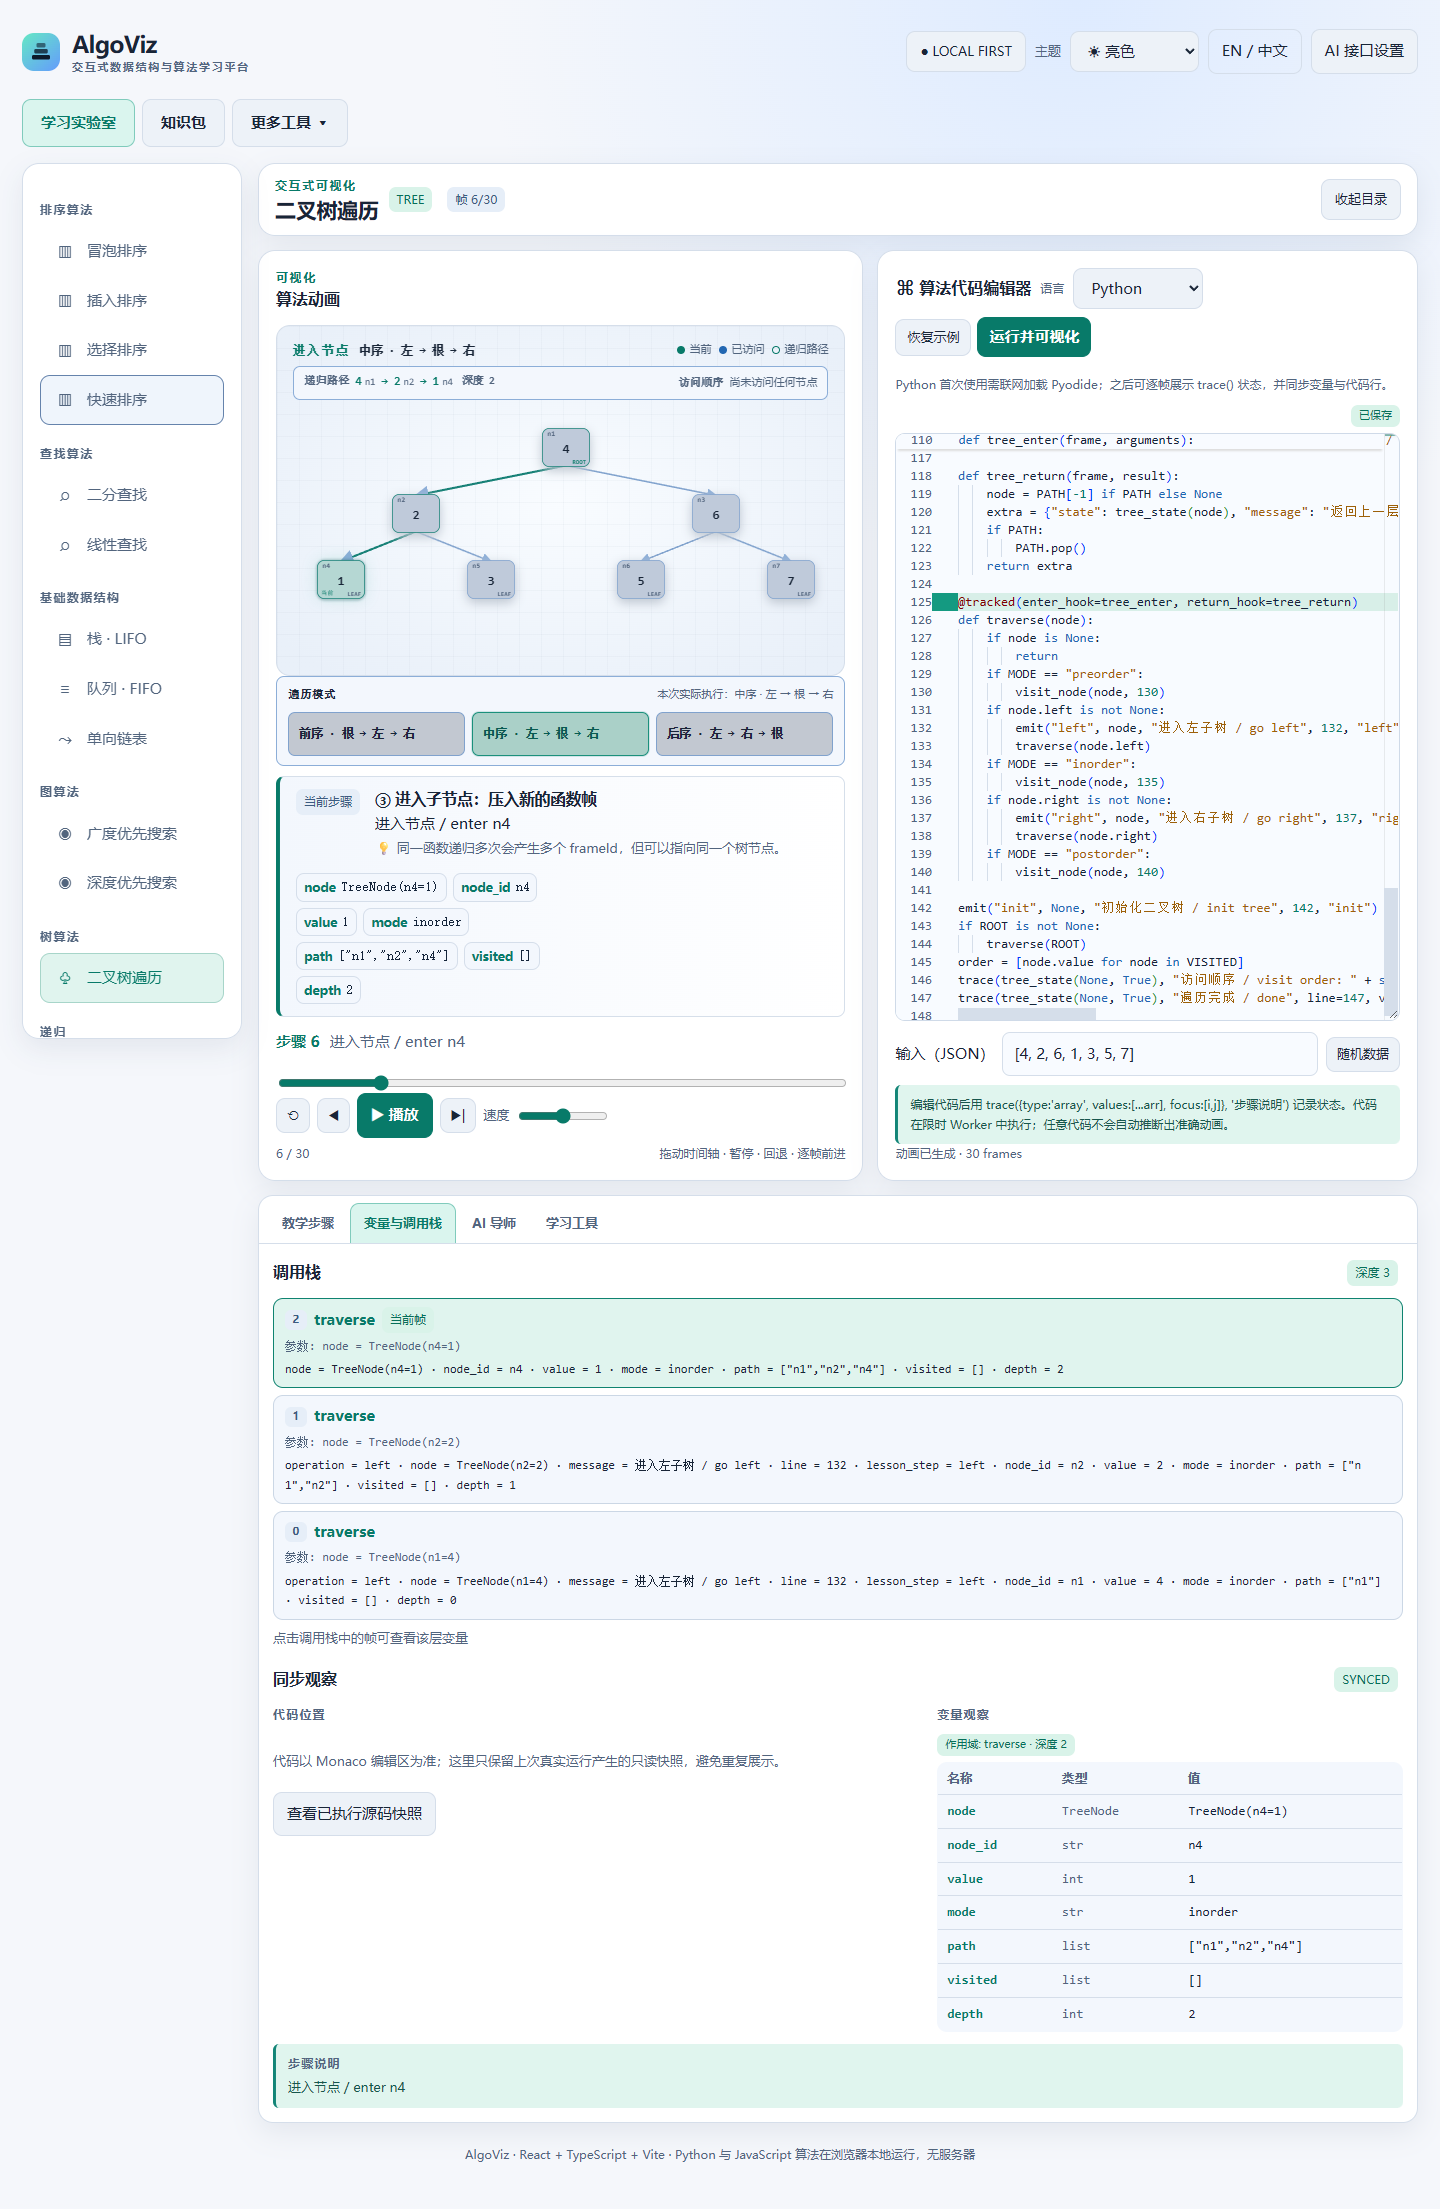 AlgoViz
交互式数据结构与算法学习平台
● LOCAL FIRST
主题
☀ 亮色
EN / 中文
AI 接口设置
学习实验室
知识包
更多工具 ▾
排序算法
冒泡排序
插入排序
选择排序
快速排序
查找算法
二分查找
线性查找
基础数据结构
栈 · LIFO
队列 · FIFO
单向链表
图算法
广度优先搜索
深度优先搜索
树算法
二叉树遍历
递归
交互式可视化
二叉树遍历
TREE
帧 6/30
收起目录
可视化
算法动画
进入节点 中序 · 左 → 根 → 右
当前 已访问 递归路径
递归路径 4 n1 → 2 n2 → 1 n4 深度 2
访问顺序 尚未访问任何节点
n1
4
ROOT
n2
2
n3
6
n4
1
当前 LEAF
n5
3
LEAF
n6
5
LEAF
n7
7
LEAF
遍历模式
本次实际执行：中序 · 左 → 根 → 右
前序 · 根 → 左 → 右
中序 · 左 → 根 → 右
后序 · 左 → 右 → 根
当前步骤
③ 进入子节点：压入新的函数帧
进入节点 / enter n4
💡 同一函数递归多次会产生多个 frameId，但可以指向同一个树节点。
node TreeNode(n4=1)
node_id n4
value 1
mode inorder
path ["n1","n2","n4"]
visited []
depth 2
步骤 6 进入节点 / enter n4
▶ 播放
速度
6 / 30
拖动时间轴 · 暂停 · 回退 · 逐帧前进
⌘ 算法代码编辑器
语言
Python
恢复示例
运行并可视化
Python 首次使用需联网加载 Pyodide；之后可逐帧展示 trace() 状态，并同步变量与代码行。
已保存
110 def tree_enter(frame, arguments):
117
118 def tree_return(frame, result):
119 node = PATH[-1] if PATH else None
120 extra = {"state": tree_state(node), "message": "返回上一层
121 if PATH:
122 PATH.pop()
123 return extra
124
125 @tracked(enter_hook=tree_enter, return_hook=tree_return)
126 def traverse(node):
127 if node is None:
128 return
129 if MODE == "preorder":
130 visit_node(node, 130)
131 if node.left is not None:
132 emit("left", node, "进入左子树 / go left", 132, "left"
133 traverse(node.left)
134 if MODE == "inorder":
135 visit_node(node, 135)
136 if node.right is not None:
137 emit("right", node, "进入右子树 / go right", 137, "rig
138 traverse(node.right)
139 if MODE == "postorder":
140 visit_node(node, 140)
141
142 emit("init", None, "初始化二叉树 / init tree", 142, "init")
143 if ROOT is not None:
144 traverse(ROOT)
145 order = [node.value for node in VISITED]
146 trace(tree_state(None, True), "访问顺序 / visit order: " + s
147 trace(tree_state(None, True), "遍历完成 / done", line=147, v
148
输入（JSON）
[4, 2, 6, 1, 3, 5, 7]
随机数据
编辑代码后用 trace({type:'array', values:[...arr], focus:[i,j]}, '步骤说明') 记录状态。代码
在限时 Worker 中执行；任意代码不会自动推断出准确动画。
动画已生成 · 30 frames
教学步骤
变量与调用栈
AI 导师
学习工具
调用栈
深度 3
2 traverse 当前帧
参数: node = TreeNode(n4=1)
node = TreeNode(n4=1) · node_id = n4 · value = 1 · mode = inorder · path = ["n1","n2","n4"] · visited = [] · depth = 2
1 traverse
参数: node = TreeNode(n2=2)
operation = left · node = TreeNode(n2=2) · message = 进入左子树 / go left · line = 132 · lesson_step = left · node_id = n2 · value = 2 · mode = inorder · path = ["n
1","n2"] · visited = [] · depth = 1
0 traverse
参数: node = TreeNode(n1=4)
operation = left · node = TreeNode(n1=4) · message = 进入左子树 / go left · line = 132 · lesson_step = left · node_id = n1 · value = 4 · mode = inorder · path = ["n1"]
· visited = [] · depth = 0
点击调用栈中的帧可查看该层变量
同步观察
SYNCED
代码位置
代码以 Monaco 编辑区为准；这里只保留上次真实运行产生的只读快照，避免重复展示。
查看已执行源码快照
变量观察
作用域: traverse · 深度 2
名称 类型 值
node TreeNode TreeNode(n4=1)
node_id str n4
value int 1
mode str inorder
path list ["n1","n2","n4"]
visited list []
depth int 2
步骤说明
进入节点 / enter n4
AlgoViz · React + TypeScript + Vite · Python 与 JavaScript 算法在浏览器本地运行，无服务器